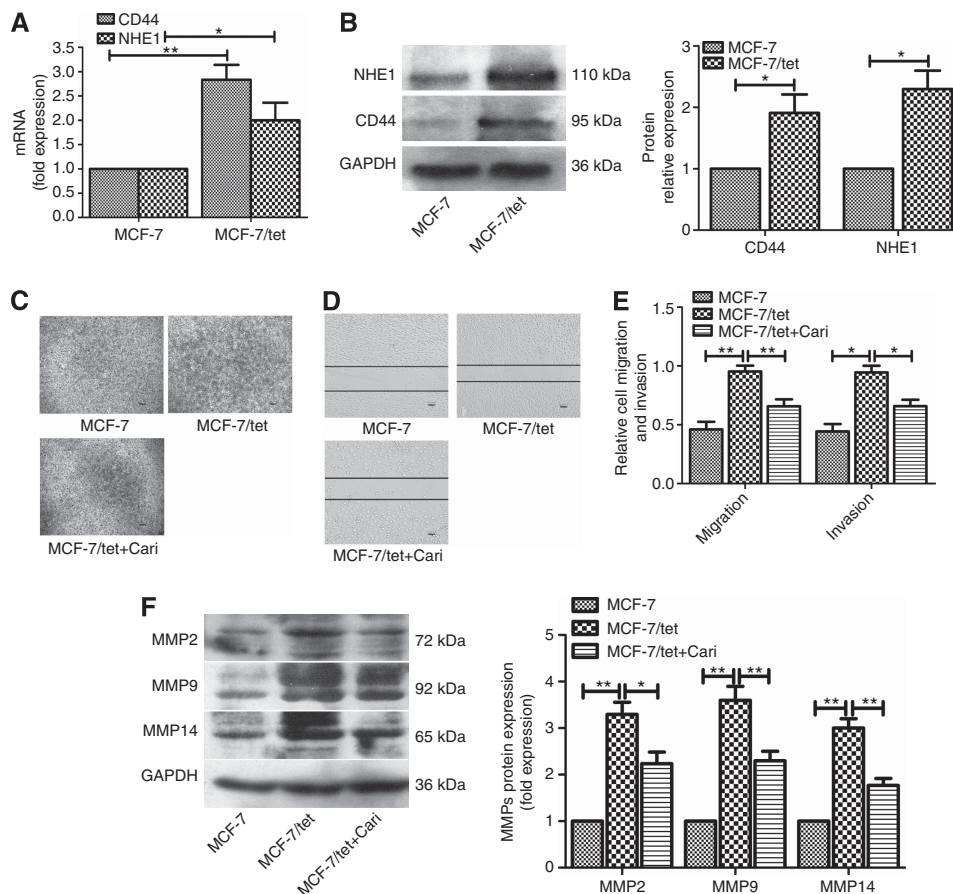 A
CD44
NHE1
mRNA
(fold expression)
3.5
3.0
2.5
2.0
1.5
1.0
0.5
0.0
**
*
MCF-7
MCF-7/tet
B
NHE1
110 kDa
CD44
95 kDa
GAPDH
36 kDa
MCF-7
MCF-7/tet
MCF-7
MCF-7/tet
Protein
relative expreesion
3
2
1
0
*
*
CD44
NHE1
C
MCF-7
MCF-7/tet
MCF-7/tet+Cari
D
MCF-7
MCF-7/tet
MCF-7/tet+Cari
E
MCF-7
MCF-7/tet
MCF-7/tet+Cari
Relative cell migration
and invasion
1.5
1.0
0.5
0.0
**
**
*
*
Migration
Invasion
F
MMP2
72 kDa
MMP9
92 kDa
MMP14
65 kDa
GAPDH
36 kDa
MCF-7
MCF-7/tet
MCF-7/tet+Cari
MCF-7
MCF-7/tet
MCF-7/tet+Cari
MMPs protein expression
(fold expression)
6
4
3
2
1
0
**
*
**
**
**
**
MMP2
MMP9
MMP14